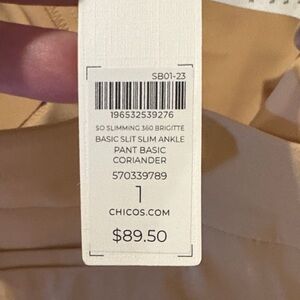 SB01-23
196532539276
SO SLIMMING 360 BRIGITTE
BASIC SLIT SLIM ANKLE
PANT BASIC
CORIANDER
570339789
1
CHICOS.COM
$89.50